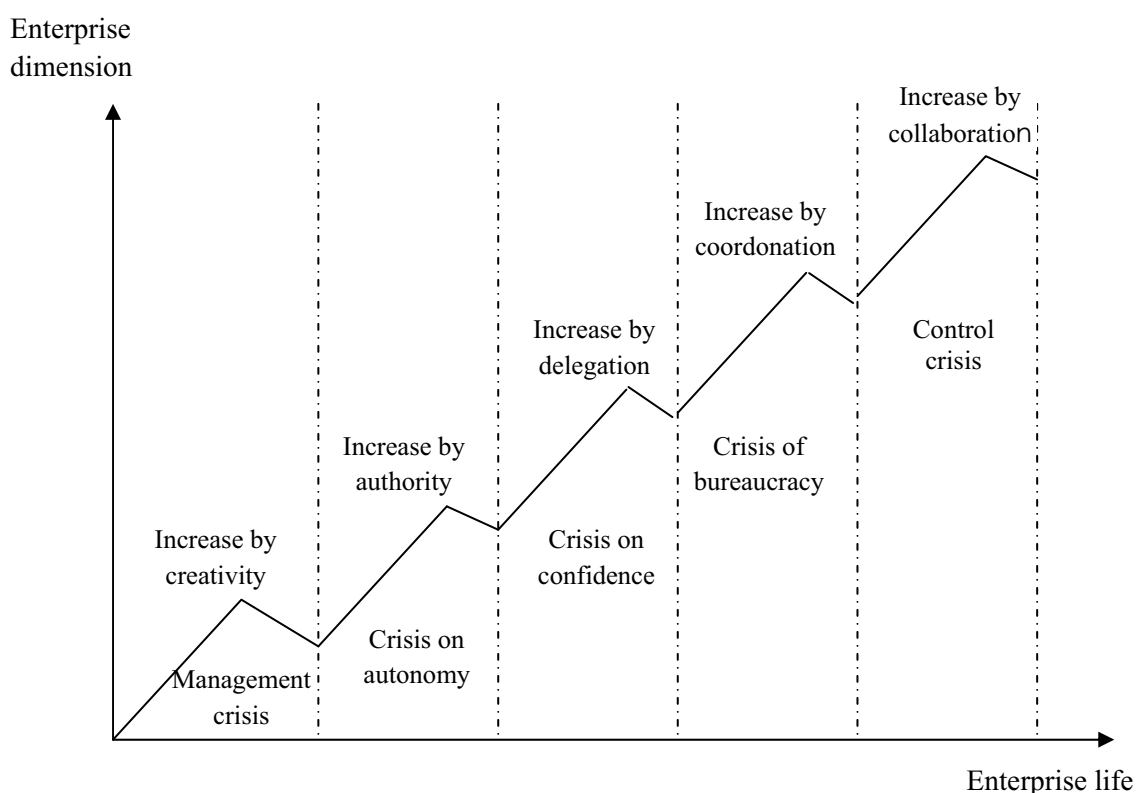 Enterprise
dimension
Increase by
collaboration
Increase by
coordonation
Control
crisis
Increase by
delegation
Crisis of
bureaucracy
Increase by
authority
Crisis on
confidence
Increase by
creativity
Crisis on
autonomy
Management
crisis
Enterprise life